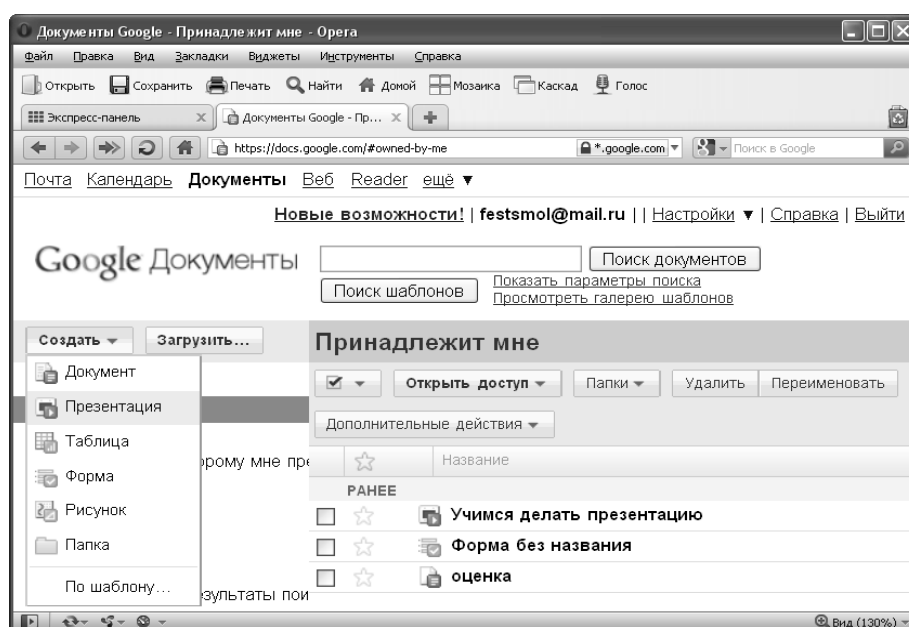 Документы Google - Принадлежит мне - Opera
Файл Правка Вид Закладки Виджеты Инструменты Справка
Открыть Сохранить Печать Найти Домой Мозаика Каскад Голос
Экспресс-панель Документы Google - Пр...
https://docs.google.com/#owned-by-me *.google.com Поиск в Google
Почта Календарь Документы Веб Reader ещё ▼
Новые возможности! | festsmol@mail.ru | | Настройки ▼ | Справка | Выйти
Google Документы
Поиск документов
Поиск шаблонов
Показать параметры поиска
Просмотреть галерею шаблонов
Создать Загрузить...
Принадлежит мне
Документ
Презентация
Таблица
Форма
Рисунок
Папка
По шаблону...
Открыть доступ Папки Удалить Переименовать
Дополнительные действия
орому мне пре
Название
РАНЕЕ
Учимся делать презентацию
Форма без названия
оценка
езультаты пои
Вид (130%)